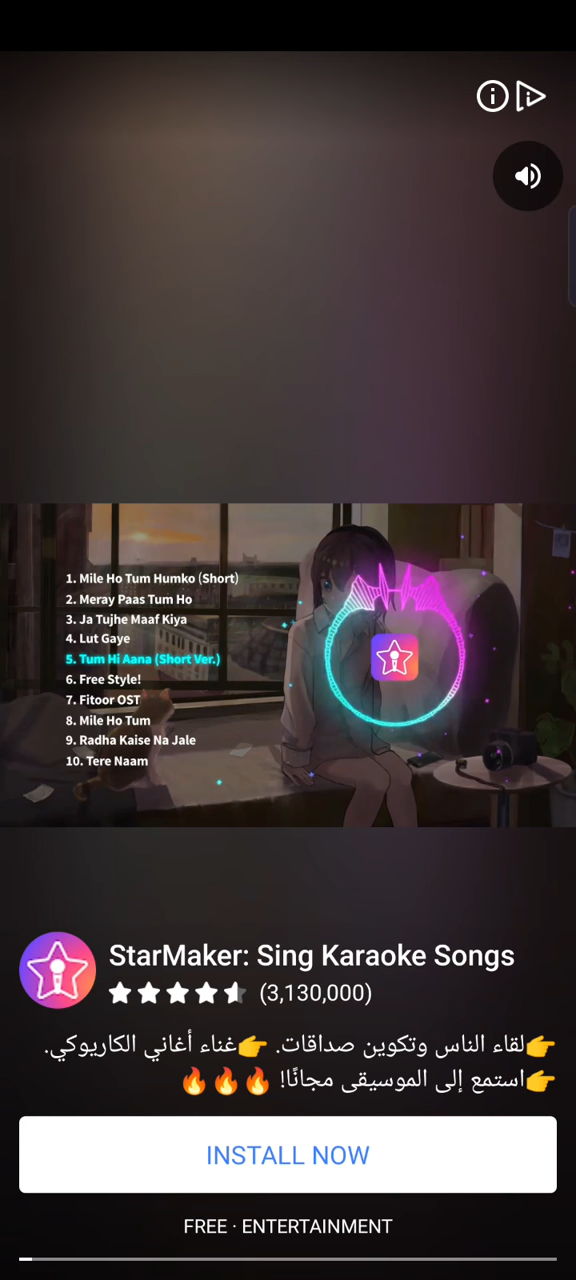 1. Mile Ho Tum Humko (Short)
2. Meray Paas Tum Ho
3. Ja Tujhe Maaf Kiya
4. Lut Gaye
5. Tum Hi Aana (Short Ver.)
6. Free Style!
7. Fitoor OST
8. Mile Ho Tum
9. Radha Kaise Na Jale
10. Tere Naam
StarMaker: Sing Karaoke Songs
(3,130,000)
👉لقاء الناس وتكوين صداقات. 👉غناء أغاني الكاريوكي.
👉استمع إلى الموسيقى مجانًا! 🔥🔥🔥
INSTALL NOW
FREE · ENTERTAINMENT